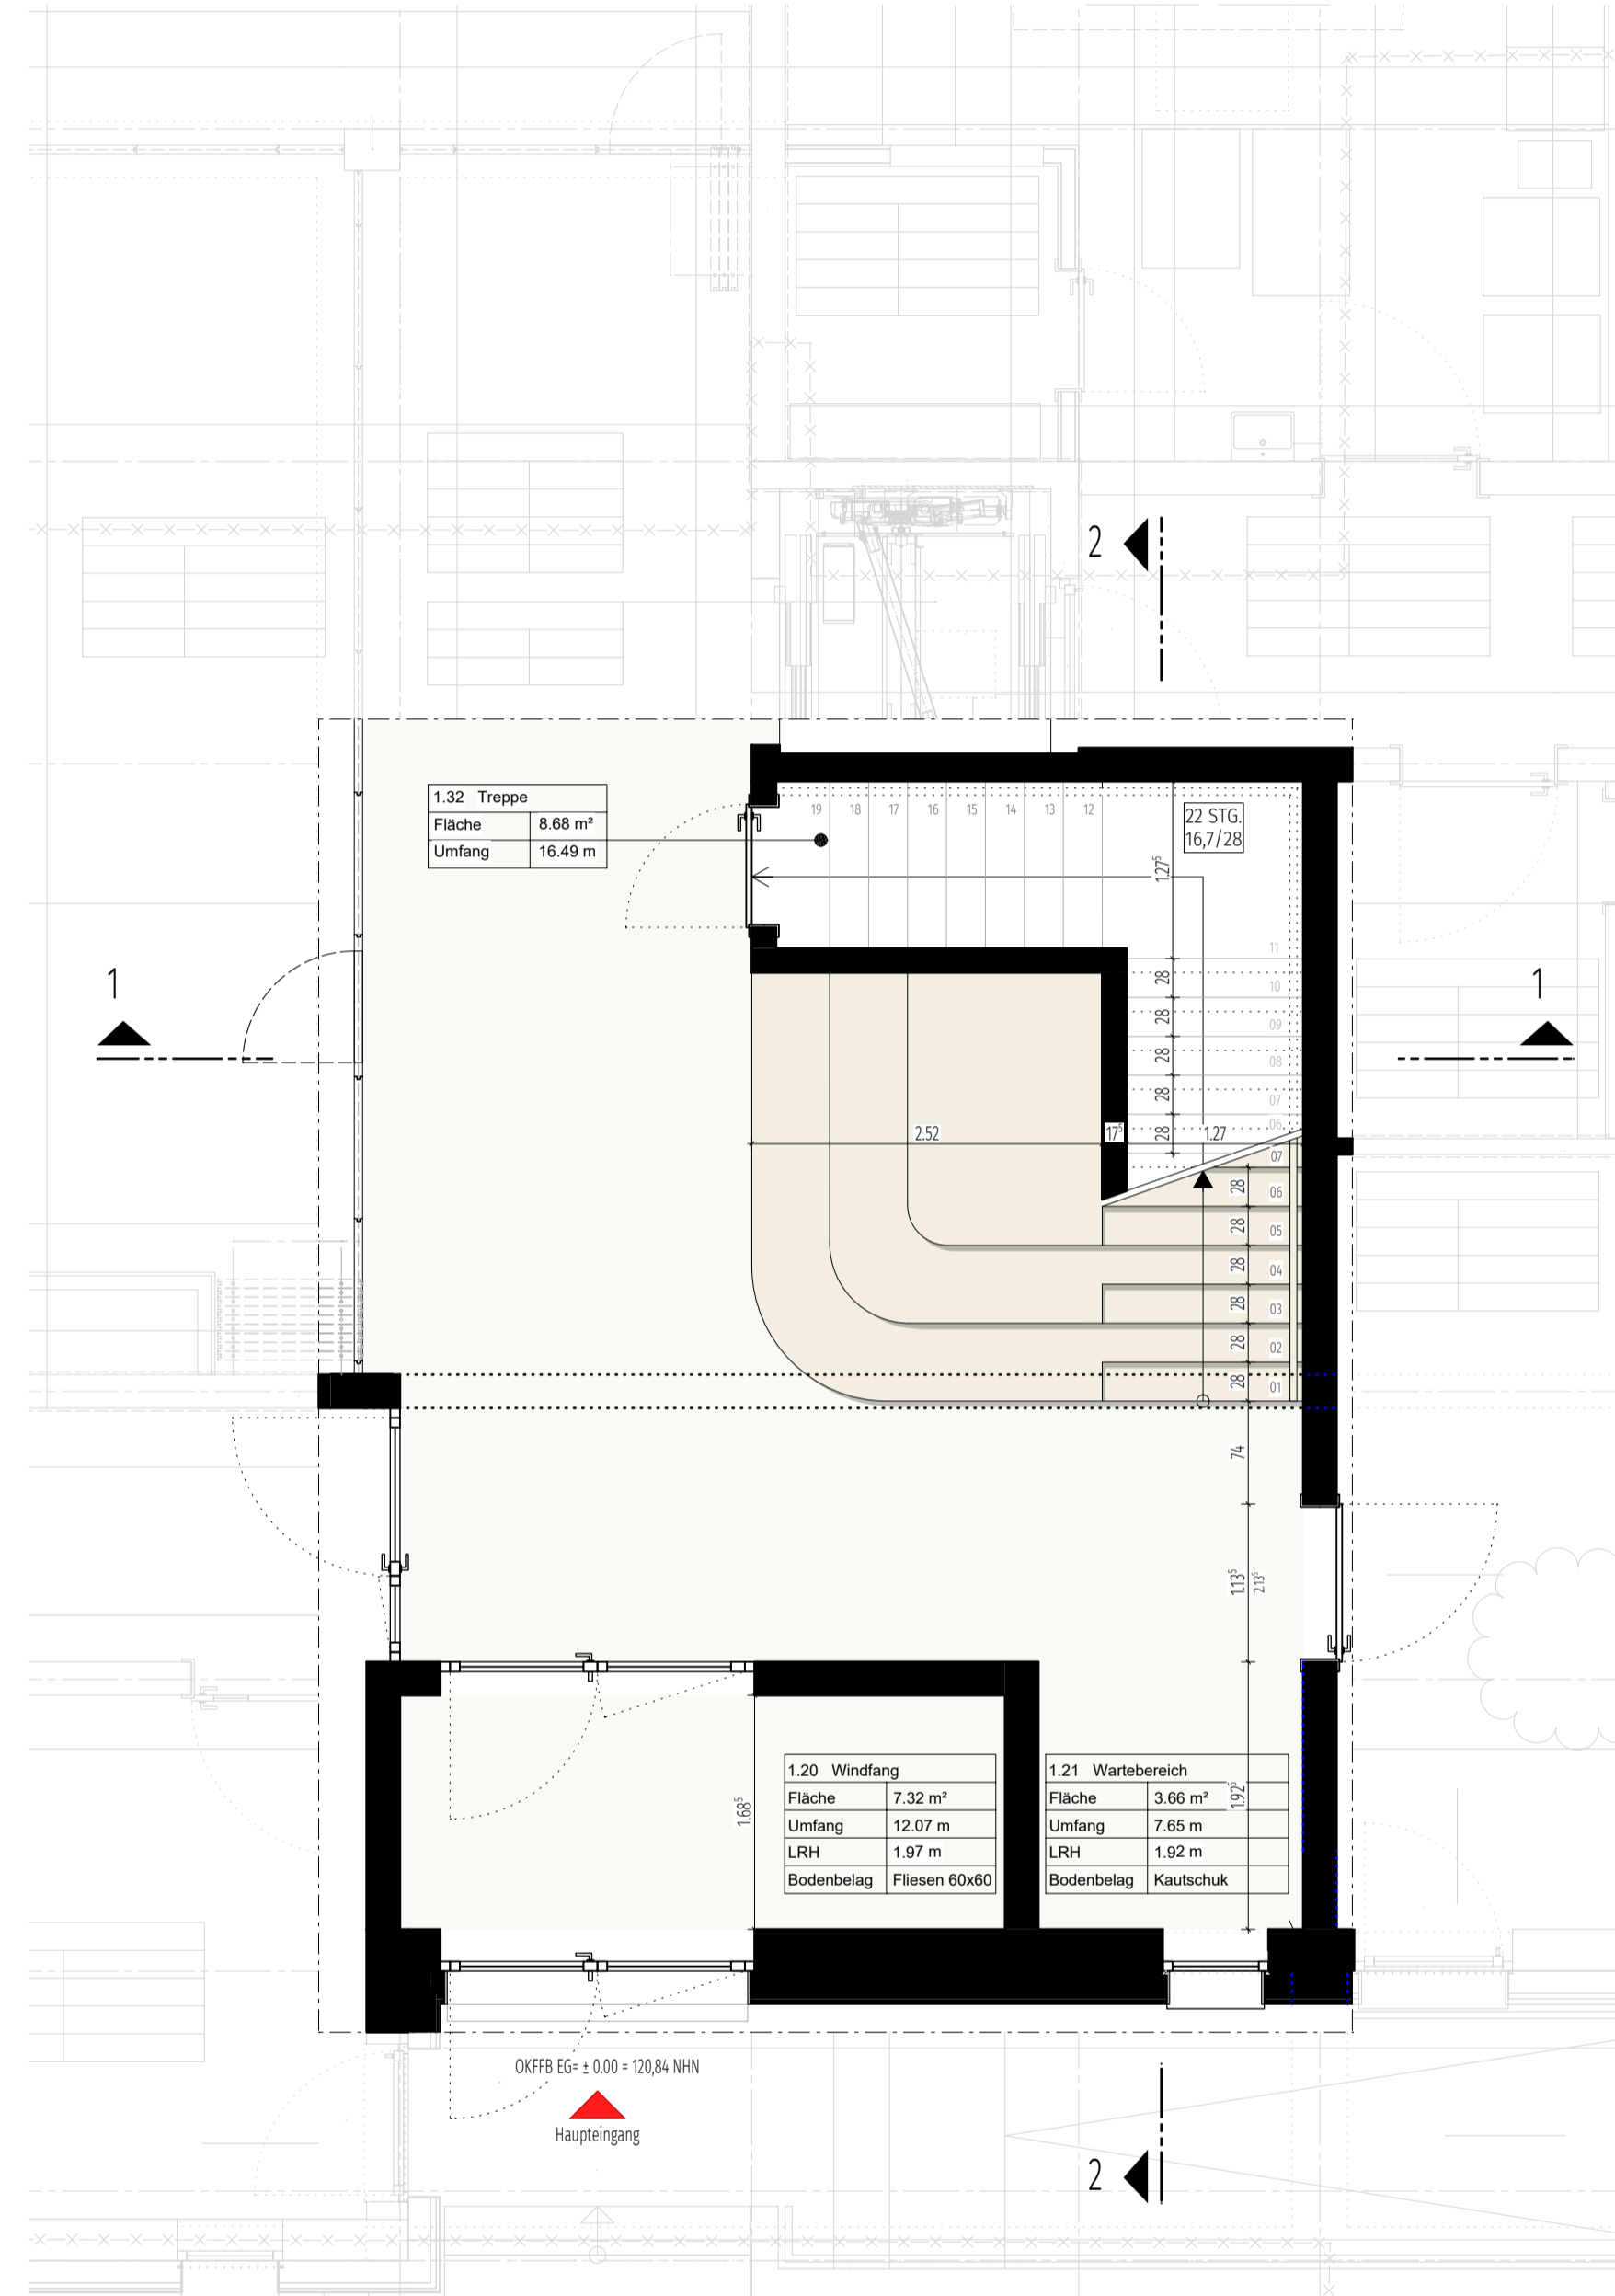 2
1.32 Treppe
Fläche 8.68 m²
Umfang 16.49 m
19 18 17 16 15 14 13 12
22 STG.
16,7/28
1.27⁵
11
10
09
08
07
06
28
28
28
28
28
1
1
2.52 17⁵ 1.27
07
06
05
04
03
02
01
28
28
28
28
28
28
74
1.13⁵
2.13⁵
1.92⁵
1.68⁵
1.20 Windfang
Fläche 7.32 m²
Umfang 12.07 m
LRH 1.97 m
Bodenbelag Fliesen 60x60
1.21 Wartebereich
Fläche 3.66 m²
Umfang 7.65 m
LRH 1.92 m
Bodenbelag Kautschuk
OKFFB EG= ± 0.00 = 120,84 NHN
Haupteingang
2